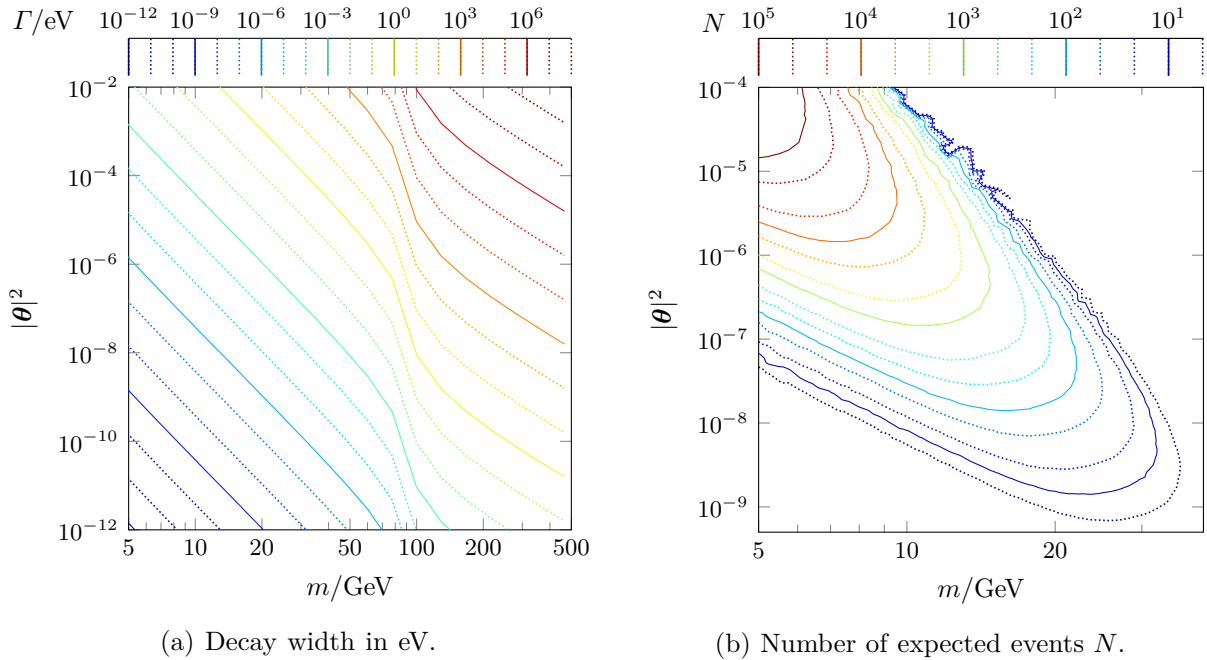 Γ/eV 10^−12 10^−9 10^−6 10^−3 10^0 10^3 10^6
10^−2
10^−4
10^−6
10^−8
10^−10
10^−12
|θ|^2
5 10 20 50 100 200 500
m/GeV
(a) Decay width in eV.
N 10^5 10^4 10^3 10^2 10^1
10^−4
10^−5
10^−6
10^−7
10^−8
10^−9
|θ|^2
5 10 20
m/GeV
(b) Number of expected events N.